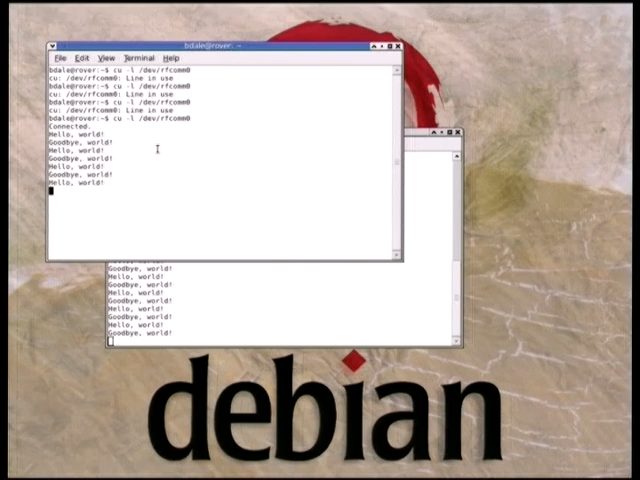 bdale@rover: ~
File Edit View Terminal Help
bdale@rover:~$ cu -l /dev/rfcomm0
cu: /dev/rfcomm0: Line in use
bdale@rover:~$ cu -l /dev/rfcomm0
cu: /dev/rfcomm0: Line in use
bdale@rover:~$ cu -l /dev/rfcomm0
cu: /dev/rfcomm0: Line in use
bdale@rover:~$ cu -l /dev/rfcomm0
Connected.
Hello, world!
Goodbye, world!
Hello, world!
Goodbye, world!
Hello, world!
Goodbye, world!
Hello, world!
Goodbye, world!
Hello, world!
Goodbye, world!
Hello, world!
Goodbye, world!
Hello, world!
Goodbye, world!
Hello, world!
Goodbye, world!
debian